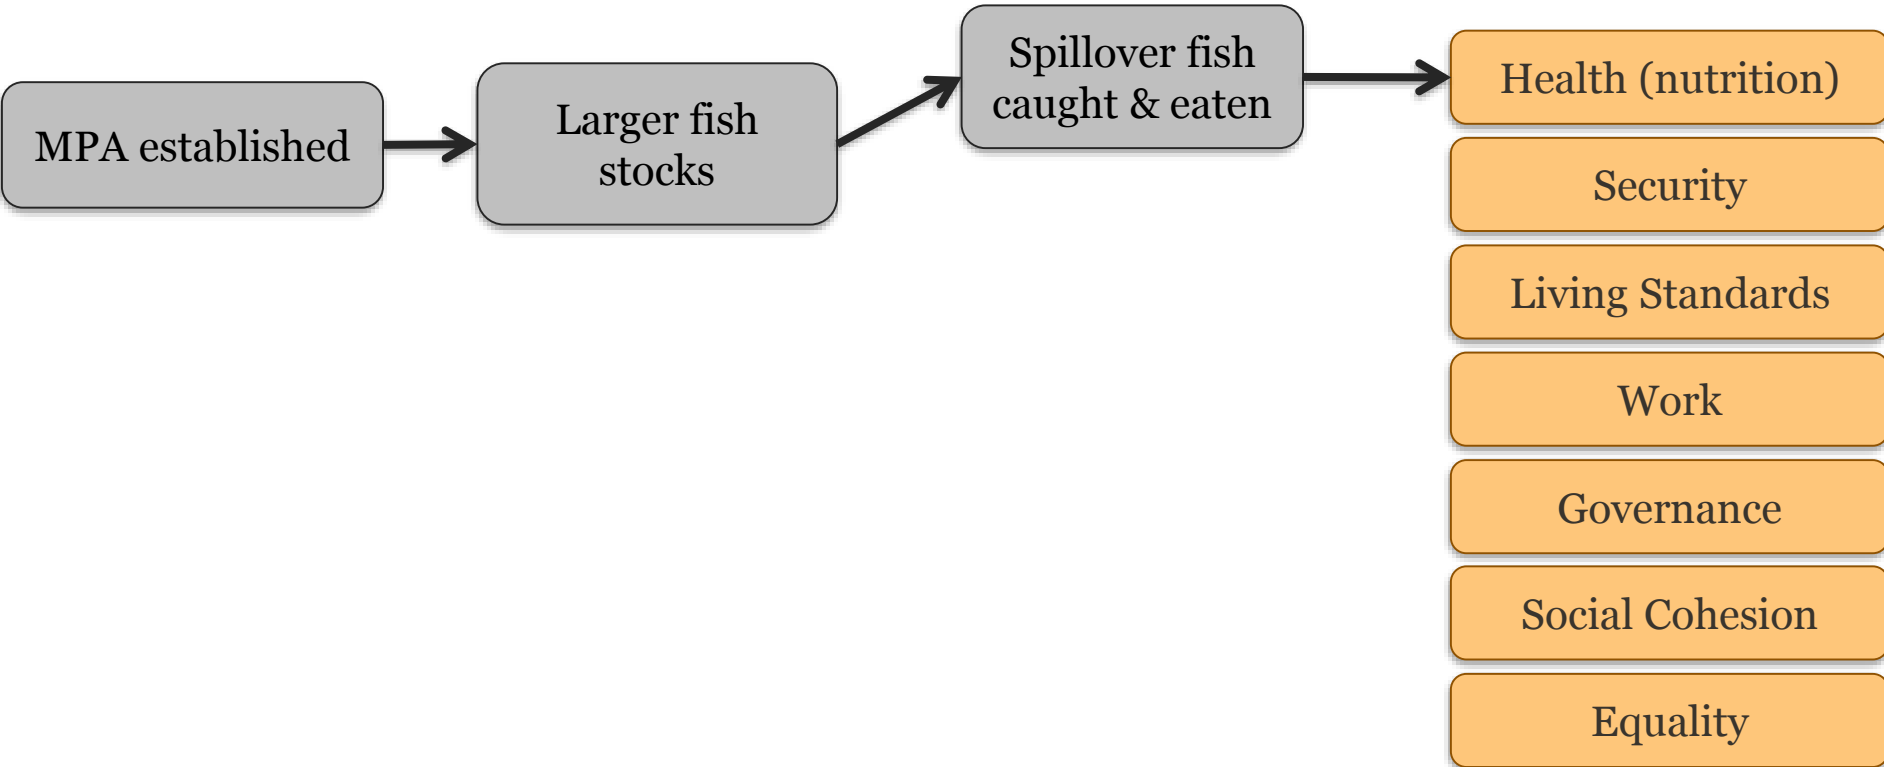 MPA established
Larger fish
stocks
Spillover fish
caught & eaten
Health (nutrition)
Security
Living Standards
Work
Governance
Social Cohesion
Equality